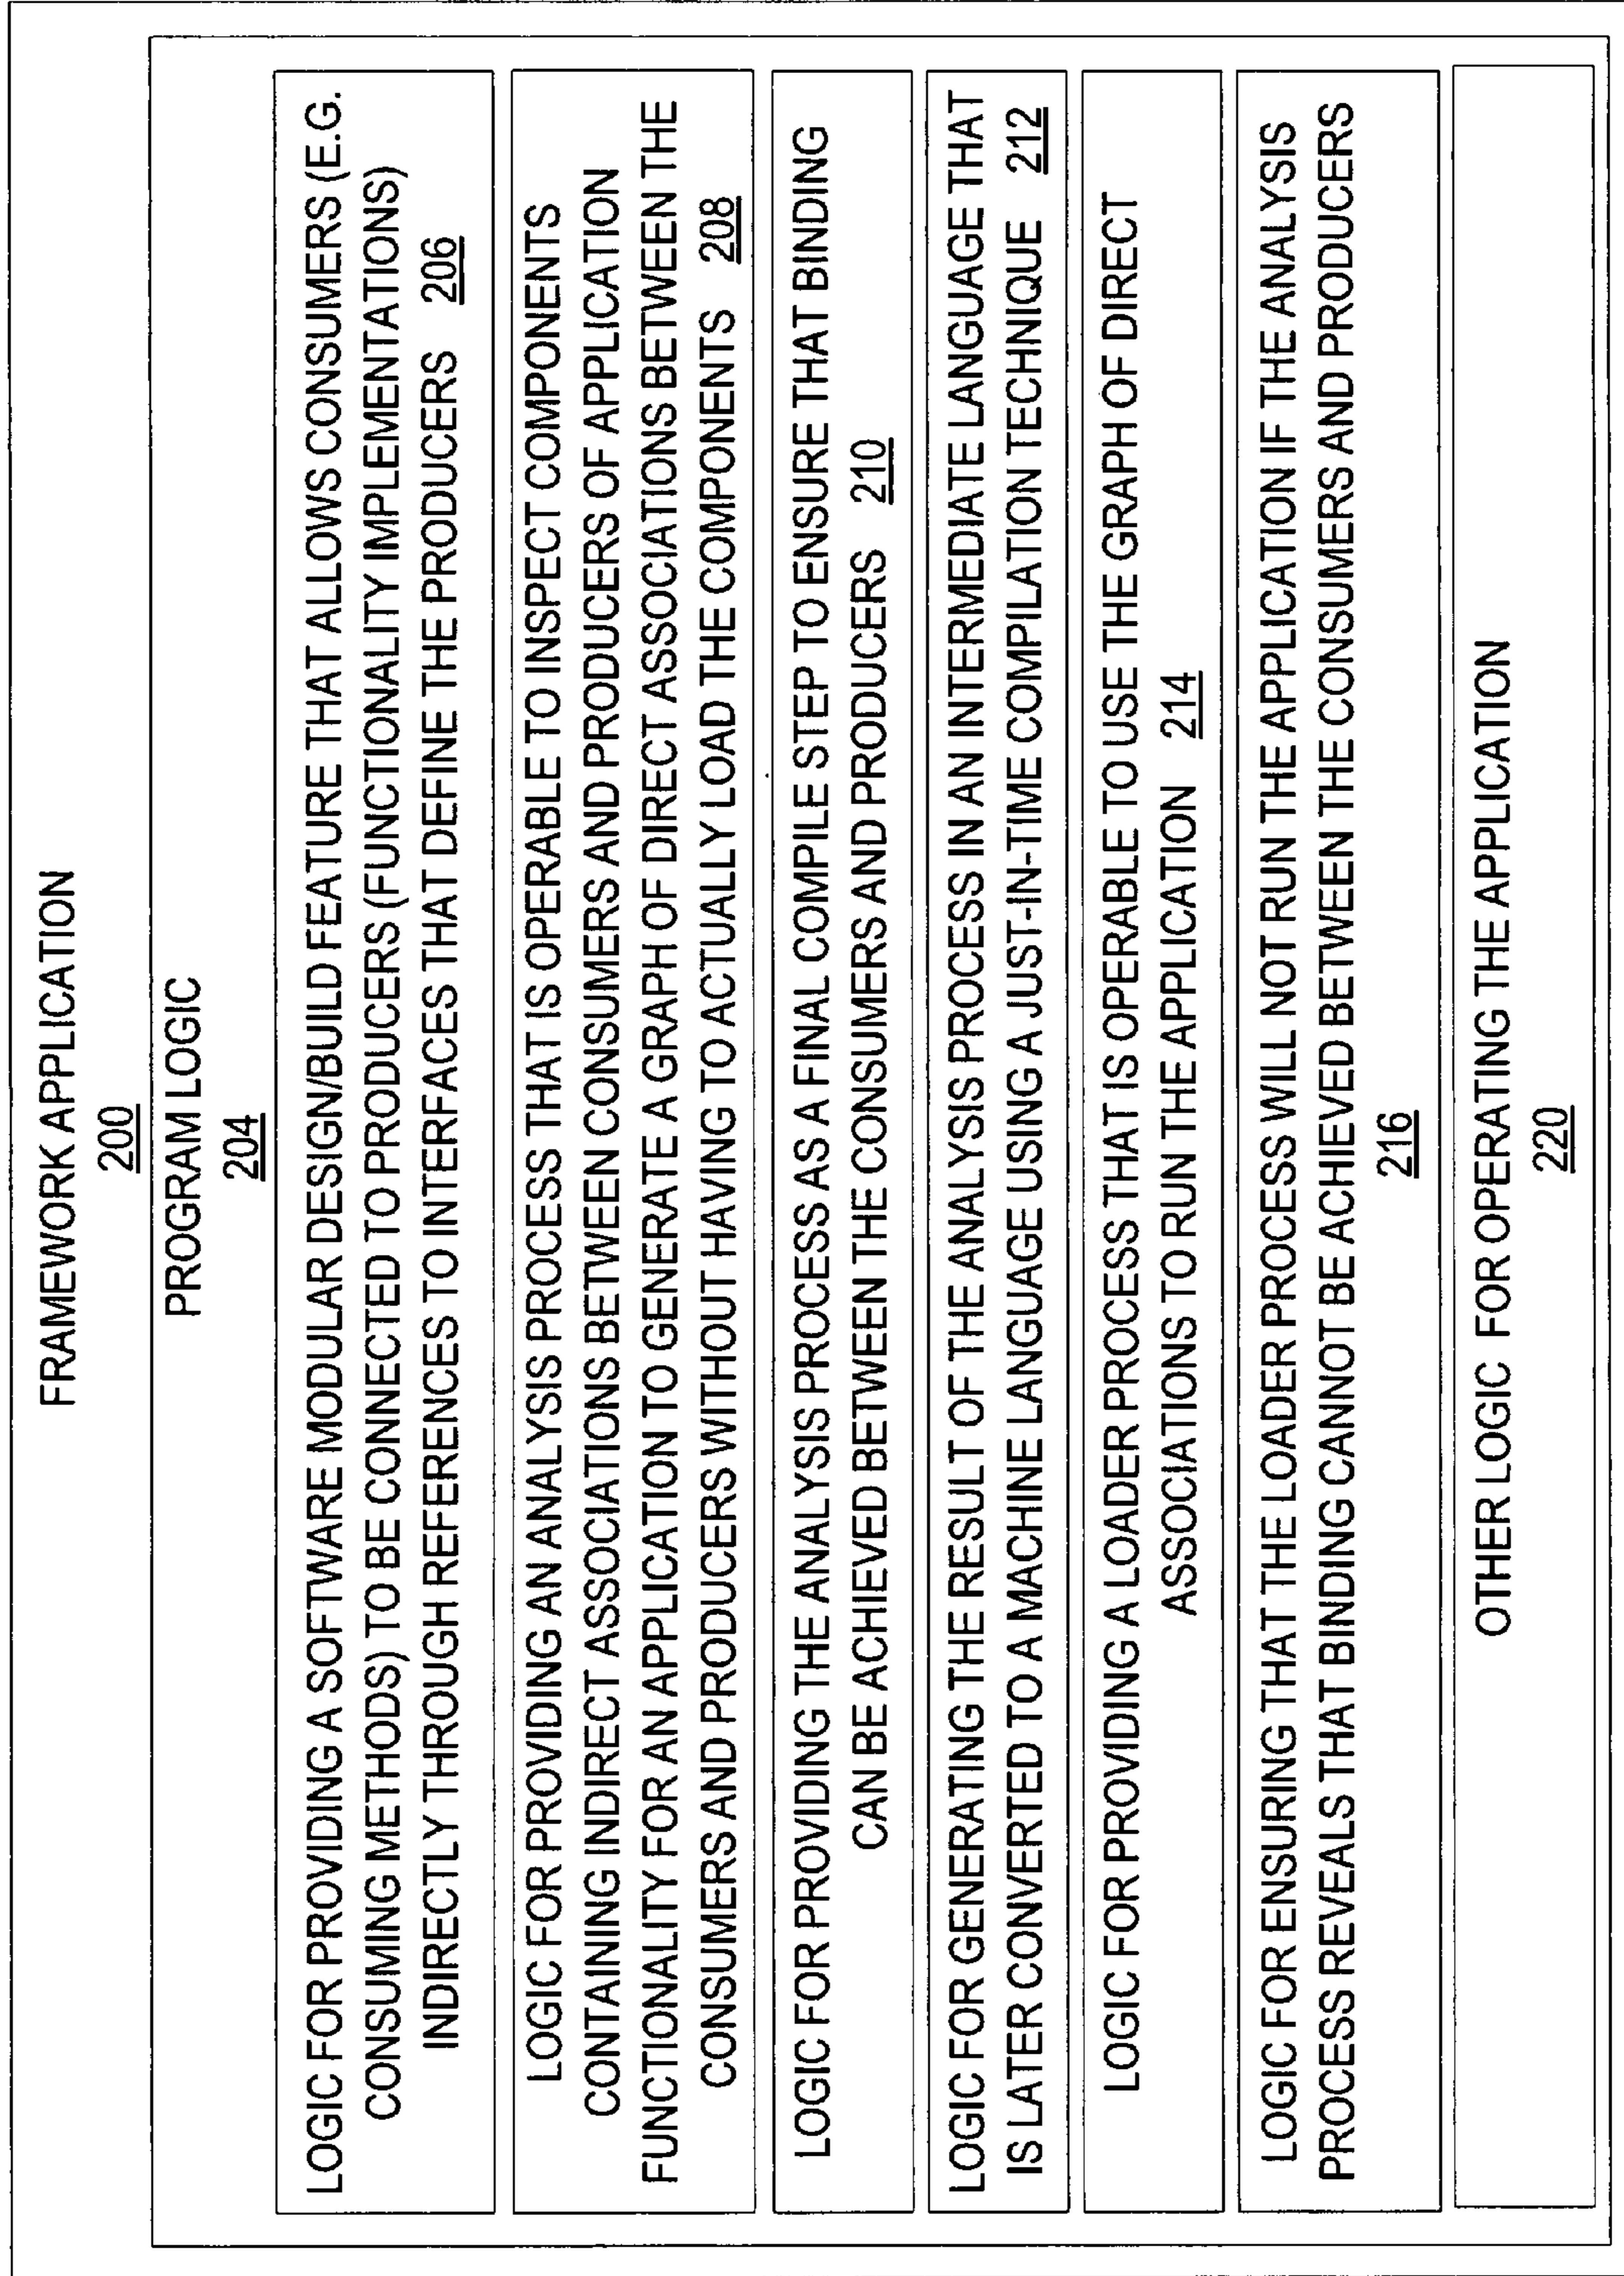 FRAMEWORK APPLICATION
200
PROGRAM LOGIC
204
LOGIC FOR PROVIDING A SOFTWARE MODULAR DESIGN/BUILD FEATURE THAT ALLOWS CONSUMERS (E.G.
CONSUMING METHODS) TO BE CONNECTED TO PRODUCERS (FUNCTIONALITY IMPLEMENTATIONS)
INDIRECTLY THROUGH REFERENCES TO INTERFACES THAT DEFINE THE PRODUCERS 206
LOGIC FOR PROVIDING AN ANALYSIS PROCESS THAT IS OPERABLE TO INSPECT COMPONENTS
CONTAINING INDIRECT ASSOCIATIONS BETWEEN CONSUMERS AND PRODUCERS OF APPLICATION
FUNCTIONALITY FOR AN APPLICATION TO GENERATE A GRAPH OF DIRECT ASSOCIATIONS BETWEEN THE
CONSUMERS AND PRODUCERS WITHOUT HAVING TO ACTUALLY LOAD THE COMPONENTS 208
LOGIC FOR PROVIDING THE ANALYSIS PROCESS AS A FINAL COMPILE STEP TO ENSURE THAT BINDING
CAN BE ACHIEVED BETWEEN THE CONSUMERS AND PRODUCERS 210
LOGIC FOR GENERATING THE RESULT OF THE ANALYSIS PROCESS IN AN INTERMEDIATE LANGUAGE THAT
IS LATER CONVERTED TO A MACHINE LANGUAGE USING A JUST-IN-TIME COMPILATION TECHNIQUE 212
LOGIC FOR PROVIDING A LOADER PROCESS THAT IS OPERABLE TO USE THE GRAPH OF DIRECT
ASSOCIATIONS TO RUN THE APPLICATION 214
LOGIC FOR ENSURING THAT THE LOADER PROCESS WILL NOT RUN THE APPLICATION IF THE ANALYSIS
PROCESS REVEALS THAT BINDING CANNOT BE ACHIEVED BETWEEN THE CONSUMERS AND PRODUCERS
216
OTHER LOGIC FOR OPERATING THE APPLICATION
220